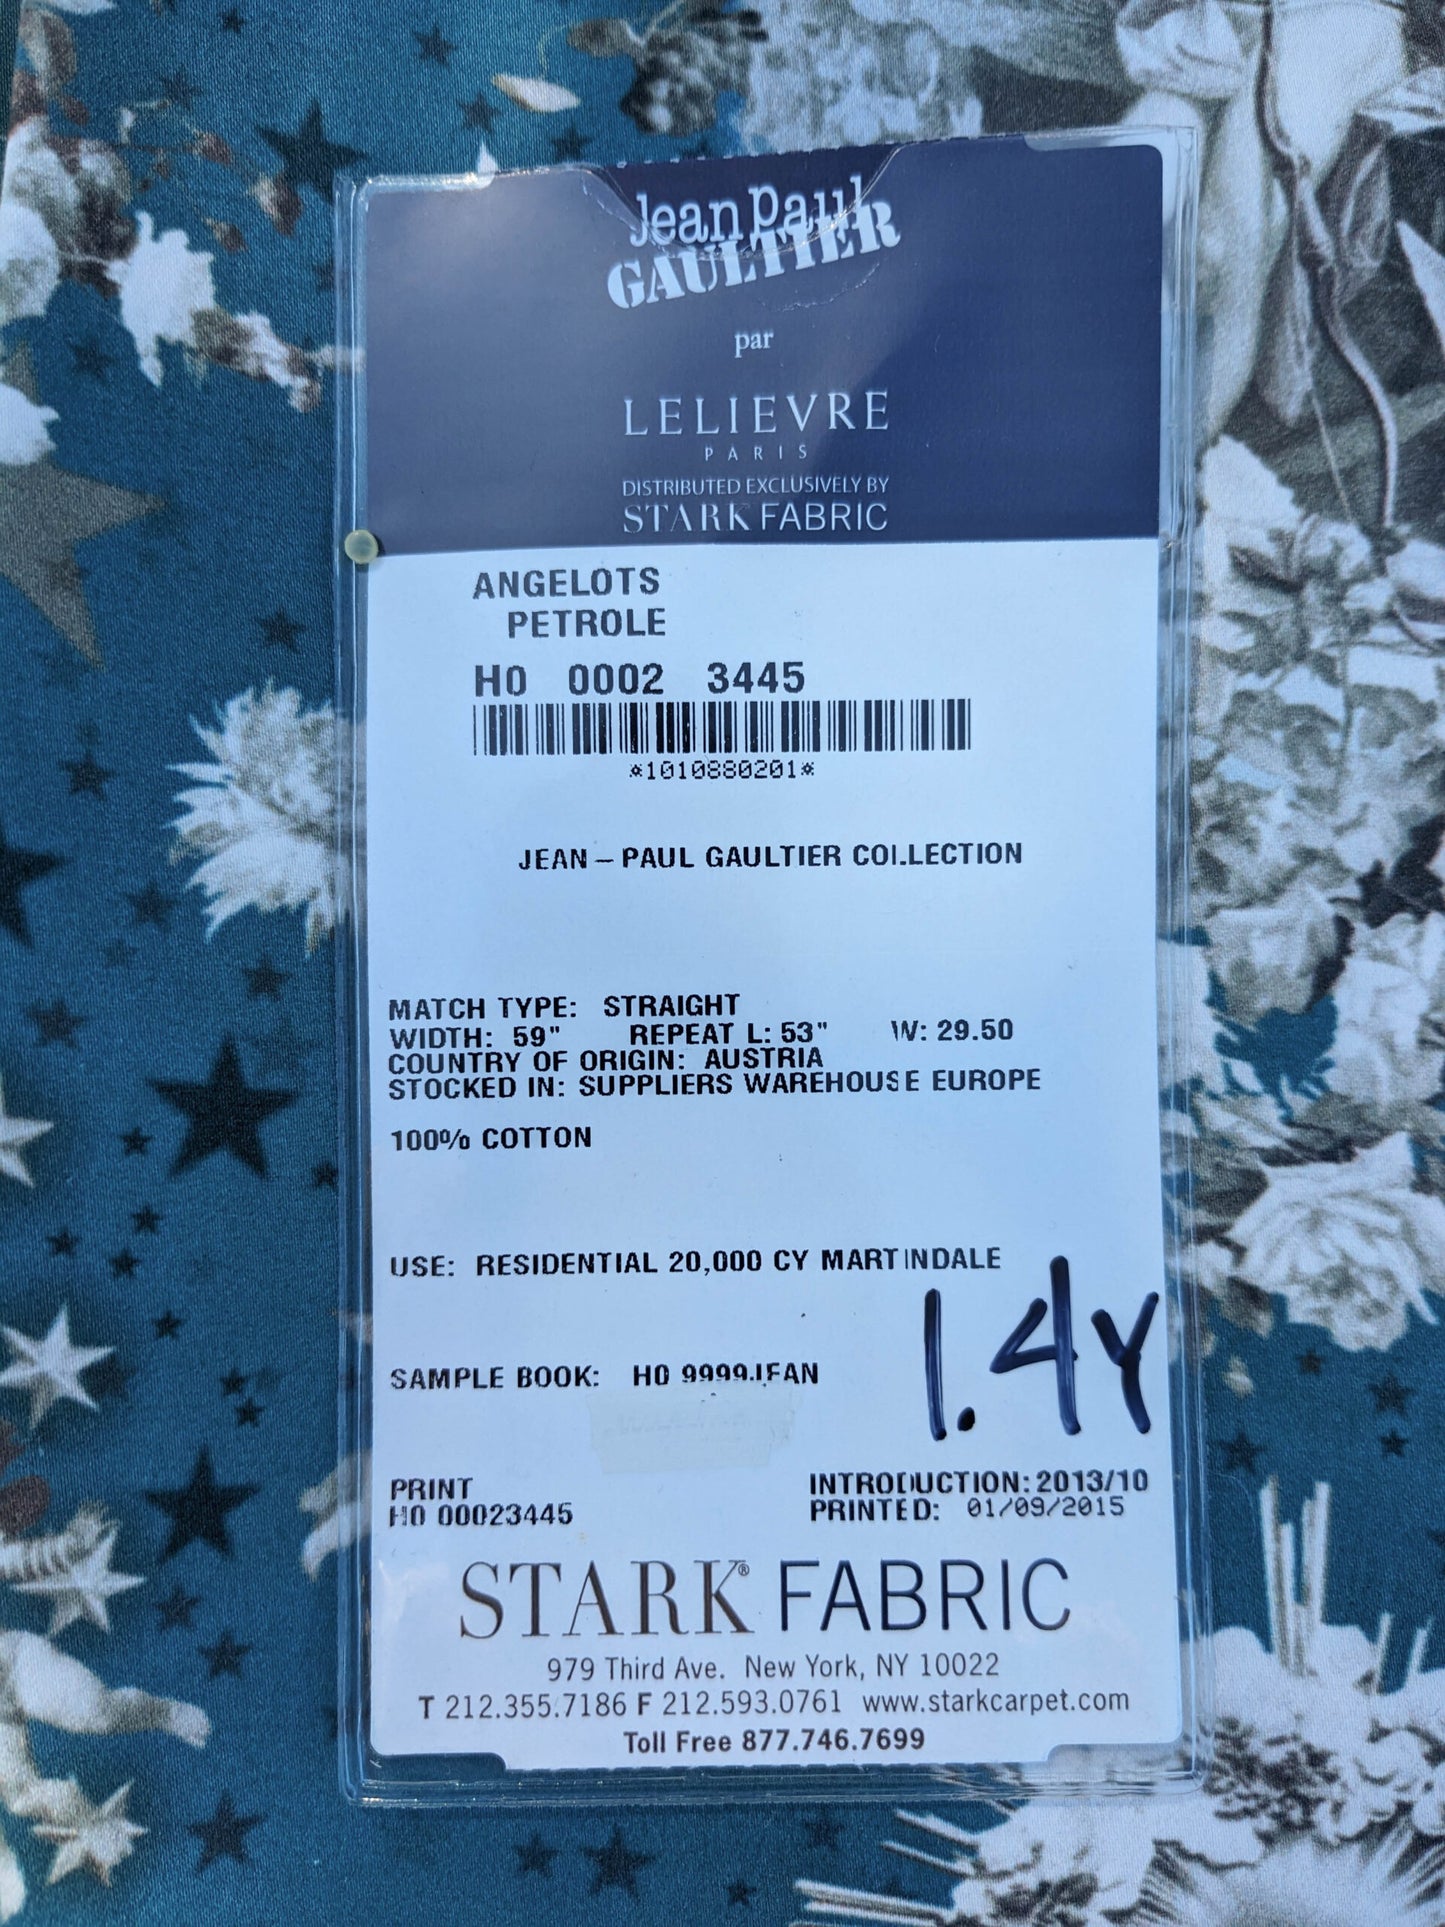 Jean Paul
GAULTIER
par
LELIEVRE
PARIS
DISTRIBUTED EXCLUSIVELY BY
STARK FABRIC
ANGELOTS
PETROLE
H0 0002 3445
*1010880201*
JEAN-PAUL GAULTIER COLLECTION
MATCH TYPE: STRAIGHT
WIDTH: 59" REPEAT L: 53" W: 29.50
COUNTRY OF ORIGIN: AUSTRIA
STOCKED IN: SUPPLIERS WAREHOUSE EUROPE
100% COTTON
USE: RESIDENTIAL 20,000 CY MARTINDALE
1.4Y
SAMPLE BOOK: H0 9999JEAN
PRINT INTRODUCTION: 2013/10
H0 00023445 PRINTED: 01/09/2015
STARK® FABRIC
979 Third Ave. New York, NY 10022
T 212.355.7186 F 212.593.0761 www.starkcarpet.com
Toll Free 877.746.7699